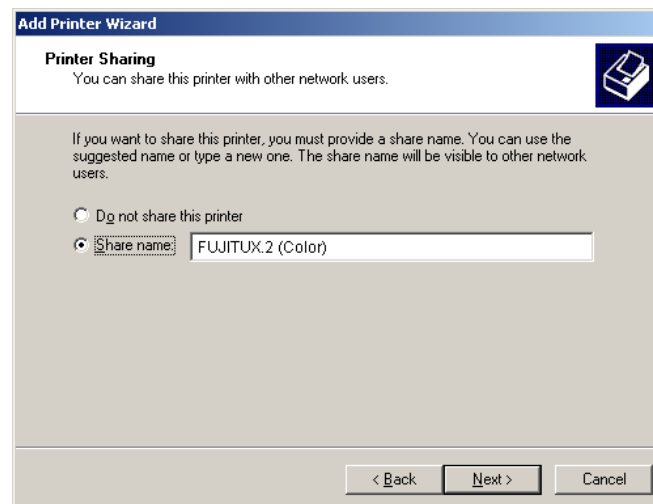 Add Printer Wizard
Printer Sharing
You can share this printer with other network users.
If you want to share this printer, you must provide a share name. You can use the
suggested name or type a new one. The share name will be visible to other network
users.
Do not share this printer
Share name: FUJITUX.2 (Color)
< Back Next > Cancel